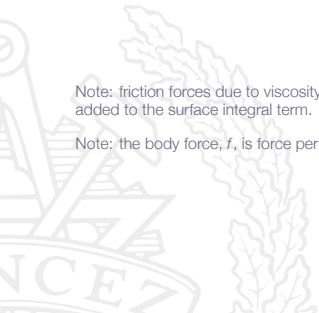 Note: friction forces due to viscosity
added to the surface integral term.
Note: the body force, f, is force per
NCEZ